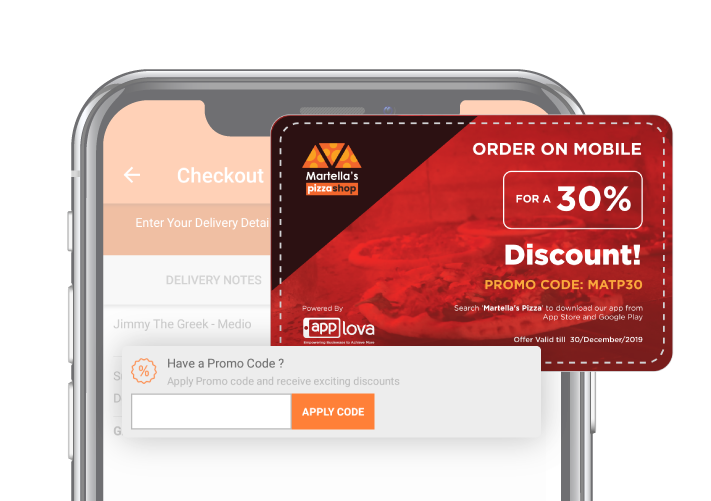 Checkout
Enter Your Delivery Detai
DELIVERY NOTES
Jimmy The Greek - Medio
S
D
G
Martella's
pizzashop
ORDER ON MOBILE
FOR A 30%
Discount!
PROMO CODE: MATP30
Powered By
applova
Empowering Businesses to Achieve More
Search 'Martella's Pizza' to download our app from
App Store and Google Play
Offer Valid till 30/December/2019
Have a Promo Code ?
Apply Promo code and receive exciting discounts
APPLY CODE